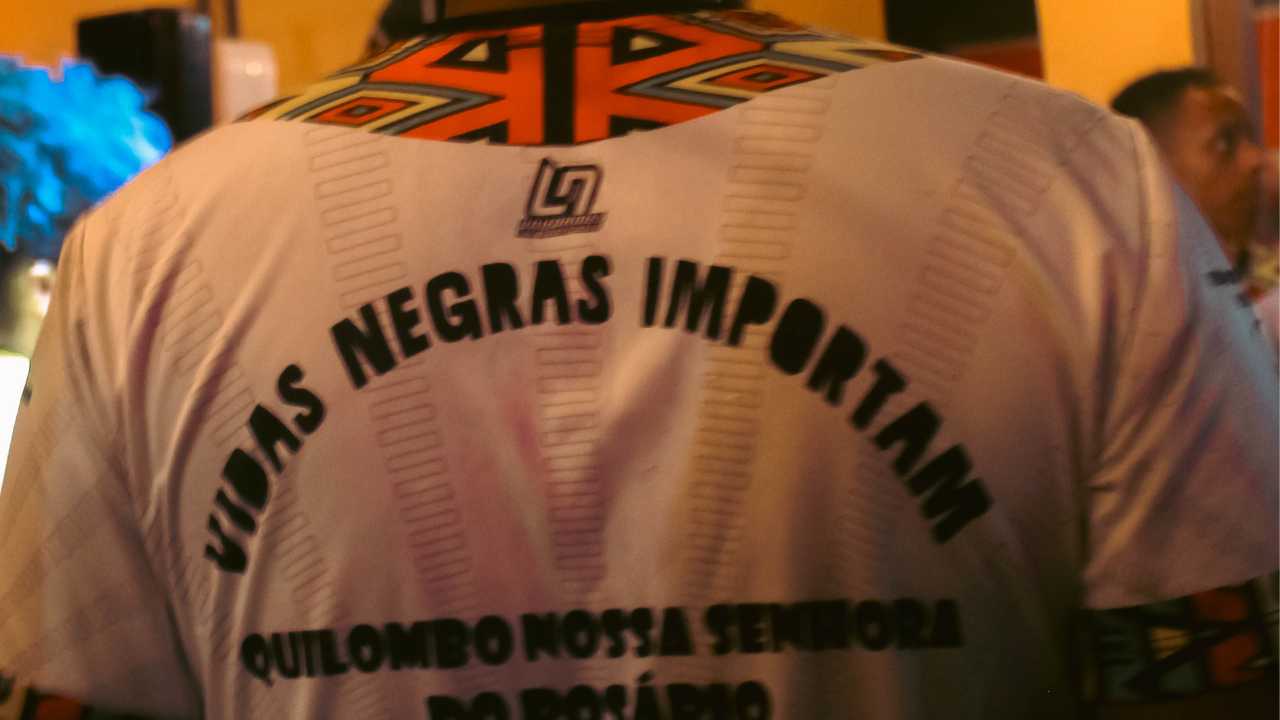 VIDAS NEGRAS IMPORTAM
QUILOMBO NOSSA SENHORA
DO ROSÁRIO